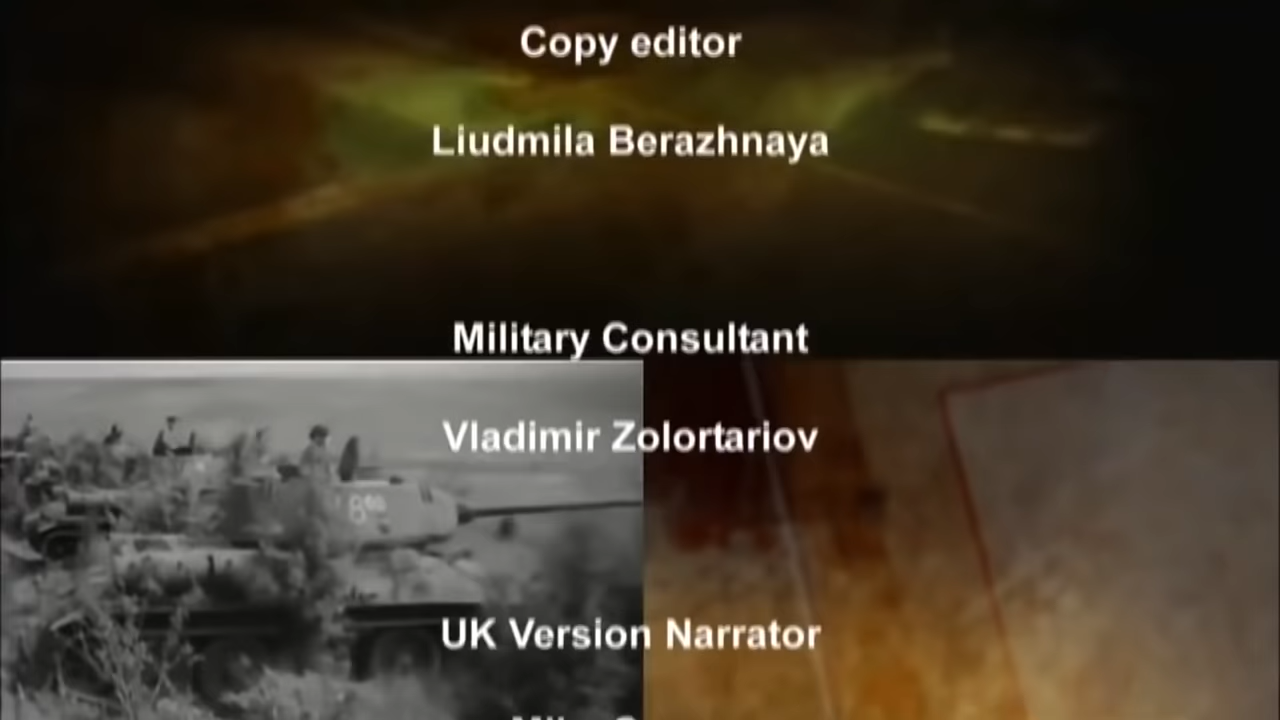 Copy editor
Liudmila Berazhnaya
Military Consultant
Vladimir Zolortariov
UK Version Narrator